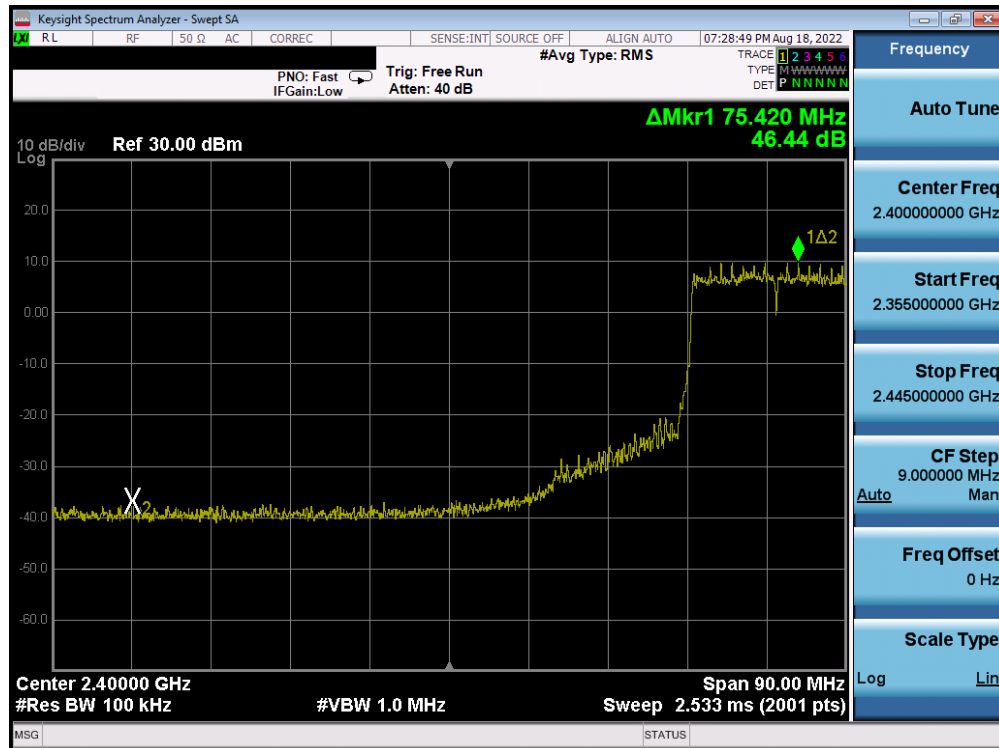 Keysight Spectrum Analyzer - Swept SA
LXI RL RF 50 Ω AC CORREC SENSE:INT SOURCE OFF ALIGN AUTO 07:28:49 PM Aug 18, 2022
#Avg Type: RMS TRACE 1 2 3 4 5 6
PNO: Fast Trig: Free Run TYPE M WWWWW
IFGain:Low Atten: 40 dB DET P N N N N N
ΔMkr1 75.420 MHz
46.44 dB
10 dB/div Ref 30.00 dBm
Log
20.0
1Δ2
10.0
0.00
-10.0
-20.0
-30.0
X2
-40.0
-50.0
-60.0
Center 2.40000 GHz Span 90.00 MHz
#Res BW 100 kHz #VBW 1.0 MHz Sweep 2.533 ms (2001 pts)
MSG STATUS
Frequency
Auto Tune
Center Freq
2.400000000 GHz
Start Freq
2.355000000 GHz
Stop Freq
2.445000000 GHz
CF Step
9.000000 MHz
Auto Man
Freq Offset
0 Hz
Scale Type
Log Lin